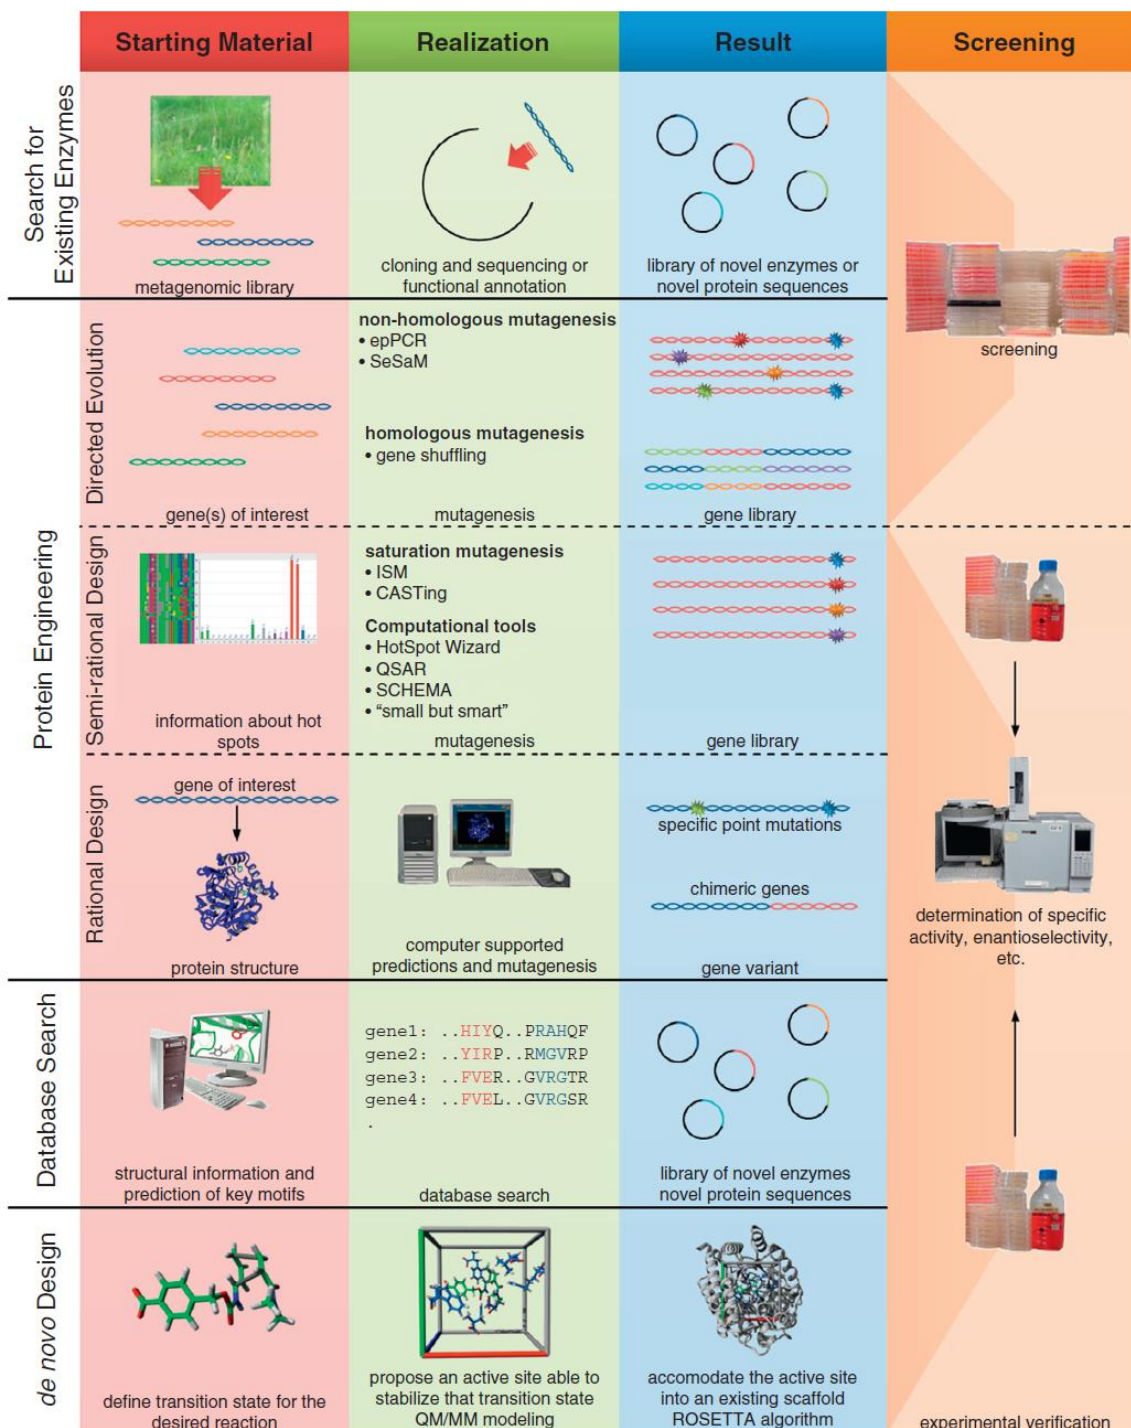 Starting Material
Realization
Result
Screening
Search for
Existing Enzymes
metagenomic library
cloning and sequencing or
functional annotation
library of novel enzymes or
novel protein sequences
screening
Protein Engineering
Directed Evolution
gene(s) of interest
non-homologous mutagenesis
• epPCR
• SeSaM
homologous mutagenesis
• gene shuffling
mutagenesis
gene library
Semi-rational Design
information about hot
spots
saturation mutagenesis
• ISM
• CASTing
Computational tools
• HotSpot Wizard
• QSAR
• SCHEMA
• “small but smart”
mutagenesis
gene library
Rational Design
gene of interest
protein structure
computer supported
predictions and mutagenesis
specific point mutations
chimeric genes
gene variant
determination of specific
activity, enantioselectivity,
etc.
Database Search
structural information and
prediction of key motifs
gene1: ..HIYQ..PRAHQF
gene2: ..YIRP..RMGVRP
gene3: ..FVER..GVRGTR
gene4: ..FVEL..GVRGSR
.
database search
library of novel enzymes
novel protein sequences
de novo Design
define transition state for the
desired reaction
propose an active site able to
stabilize that transition state
QM/MM modeling
accomodate the active site
into an existing scaffold
ROSETTA algorithm
experimental verification